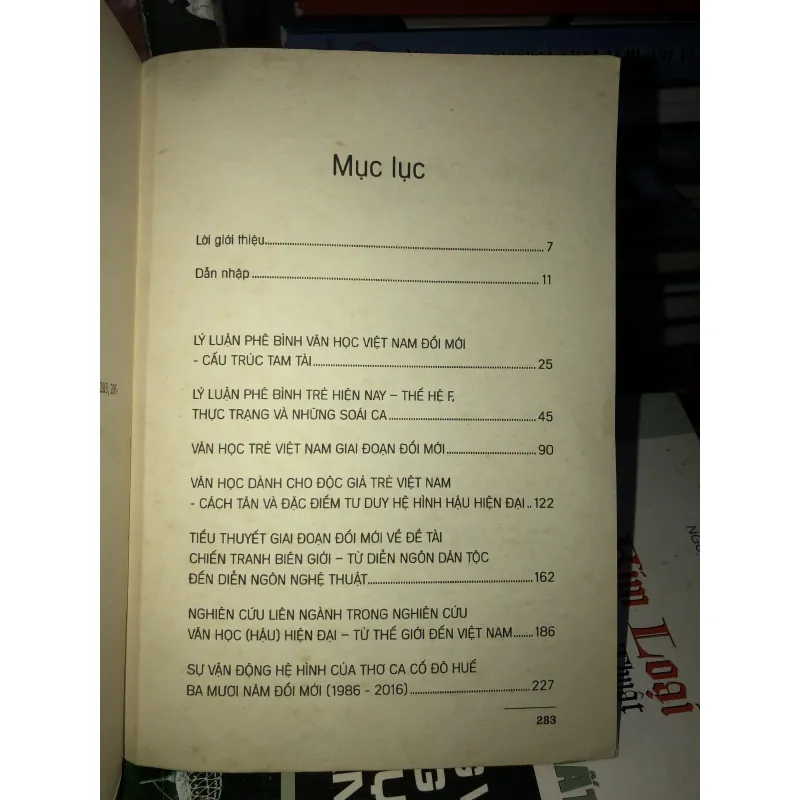 Mục lục
Lời giới thiệu 7
Dẫn nhập 11
LÝ LUẬN PHÊ BÌNH VĂN HỌC VIỆT NAM ĐỔI MỚI
- CẤU TRÚC TAM TÀI 25
LÝ LUẬN PHÊ BÌNH TRẺ HIỆN NAY – THẾ HỆ F,
THỰC TRẠNG VÀ NHỮNG SOÁI CA 45
VĂN HỌC TRẺ VIỆT NAM GIAI ĐOẠN ĐỔI MỚI 90
VĂN HỌC DÀNH CHO ĐỘC GIẢ TRẺ VIỆT NAM
- CÁCH TÂN VÀ ĐẶC ĐIỂM TƯ DUY HỆ HÌNH HẬU HIỆN ĐẠI .. 122
TIỂU THUYẾT GIAI ĐOẠN ĐỔI MỚI VỀ ĐỀ TÀI
CHIẾN TRANH BIÊN GIỚI – TỪ DIỄN NGÔN DÂN TỘC
ĐẾN DIỄN NGÔN NGHỆ THUẬT 162
NGHIÊN CỨU LIÊN NGÀNH TRONG NGHIÊN CỨU
VĂN HỌC (HẬU) HIỆN ĐẠI – TỪ THẾ GIỚI ĐẾN VIỆT NAM 186
SỰ VẬN ĐỘNG HỆ HÌNH CỦA THƠ CA CỐ ĐÔ HUẾ
BA MƯƠI NĂM ĐỔI MỚI (1986 - 2016) 227
283